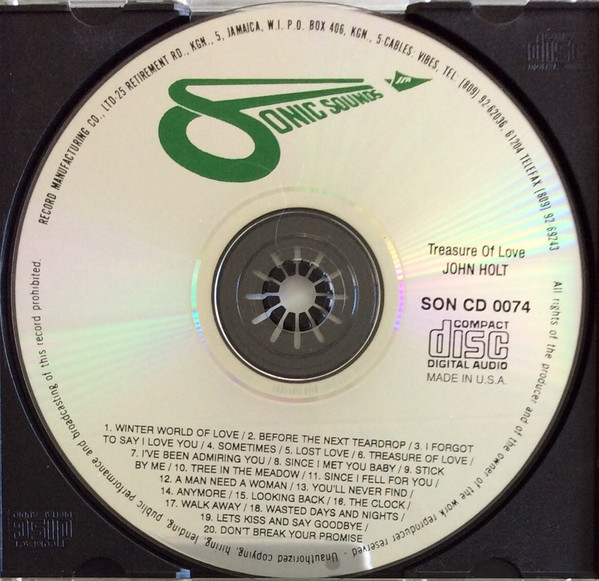 RECORD MANUFACTURING CO., LTD·25 RETIREMENT RD., KGN., 5, JAMAICA, W.I. P.O. BOX 406, KGN, 5 CABLES: VIBES, TEL: (809) 92 62036, 61204 TELEFAX (809) 92 69243
SONIC SOUNDS
Treasure Of Love
JOHN HOLT
SON CD 0074
COMPACT
disc
DIGITAL AUDIO
MADE IN U.S.A.
1. WINTER WORLD OF LOVE / 2. BEFORE THE NEXT TEARDROP / 3. I FORGOT
TO SAY I LOVE YOU / 4. SOMETIMES / 5. LOST LOVE / 6. TREASURE OF LOVE /
7. I'VE BEEN ADMIRING YOU / 8. SINCE I MET YOU BABY / 9. STICK
BY ME / 10. TREE IN THE MEADOW / 11. SINCE I FELL FOR YOU /
12. A MAN NEED A WOMAN / 13. YOU'LL NEVER FIND /
14. ANYMORE / 15. LOOKING BACK / 16. THE CLOCK /
17. WALK AWAY / 18. WASTED DAYS AND NIGHTS /
19. LETS KISS AND SAY GOODBYE /
20. DON'T BREAK YOUR PROMISE
All rights of the producer and of the owner of the work reproducer reserved - Unauthorized copying, hiring, lending, public performance and broadcasting of this record prohibited.